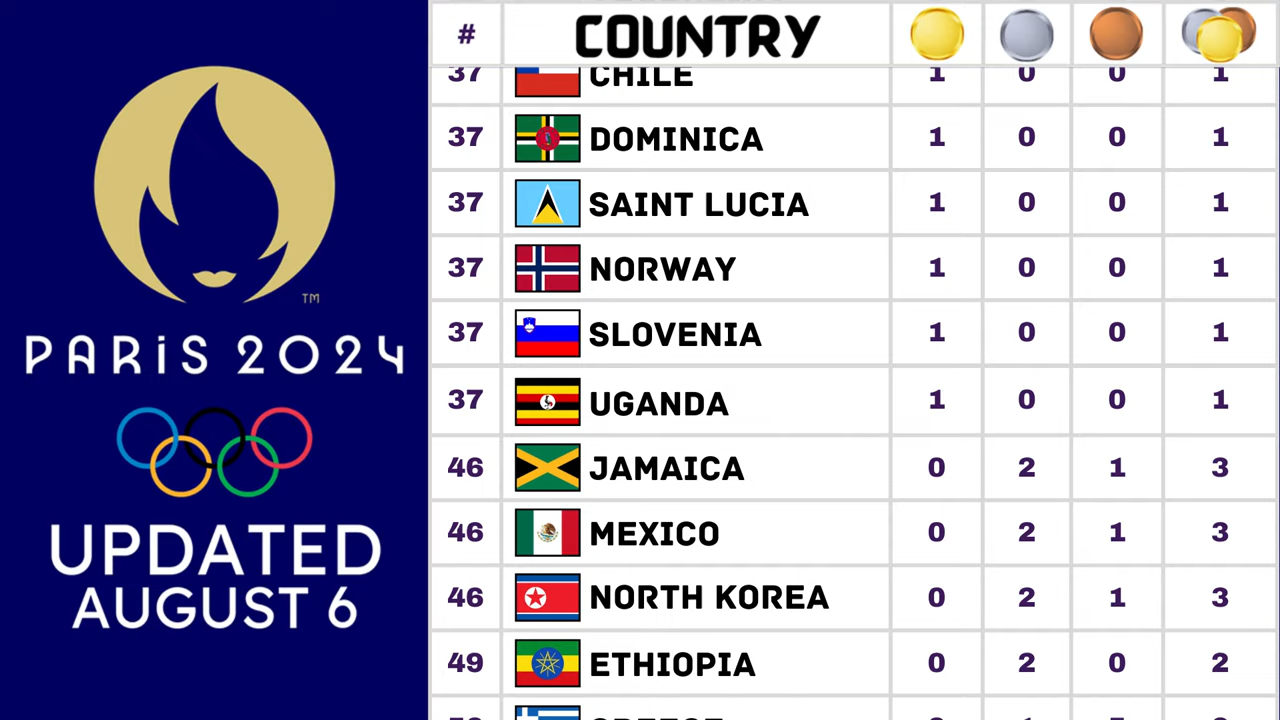 PARIS 2024
TM
UPDATED
AUGUST 6
# COUNTRY
37 CHILE 1 0 0 1
37 DOMINICA 1 0 0 1
37 SAINT LUCIA 1 0 0 1
37 NORWAY 1 0 0 1
37 SLOVENIA 1 0 0 1
37 UGANDA 1 0 0 1
46 JAMAICA 0 2 1 3
46 MEXICO 0 2 1 3
46 NORTH KOREA 0 2 1 3
49 ETHIOPIA 0 2 0 2
GREECE